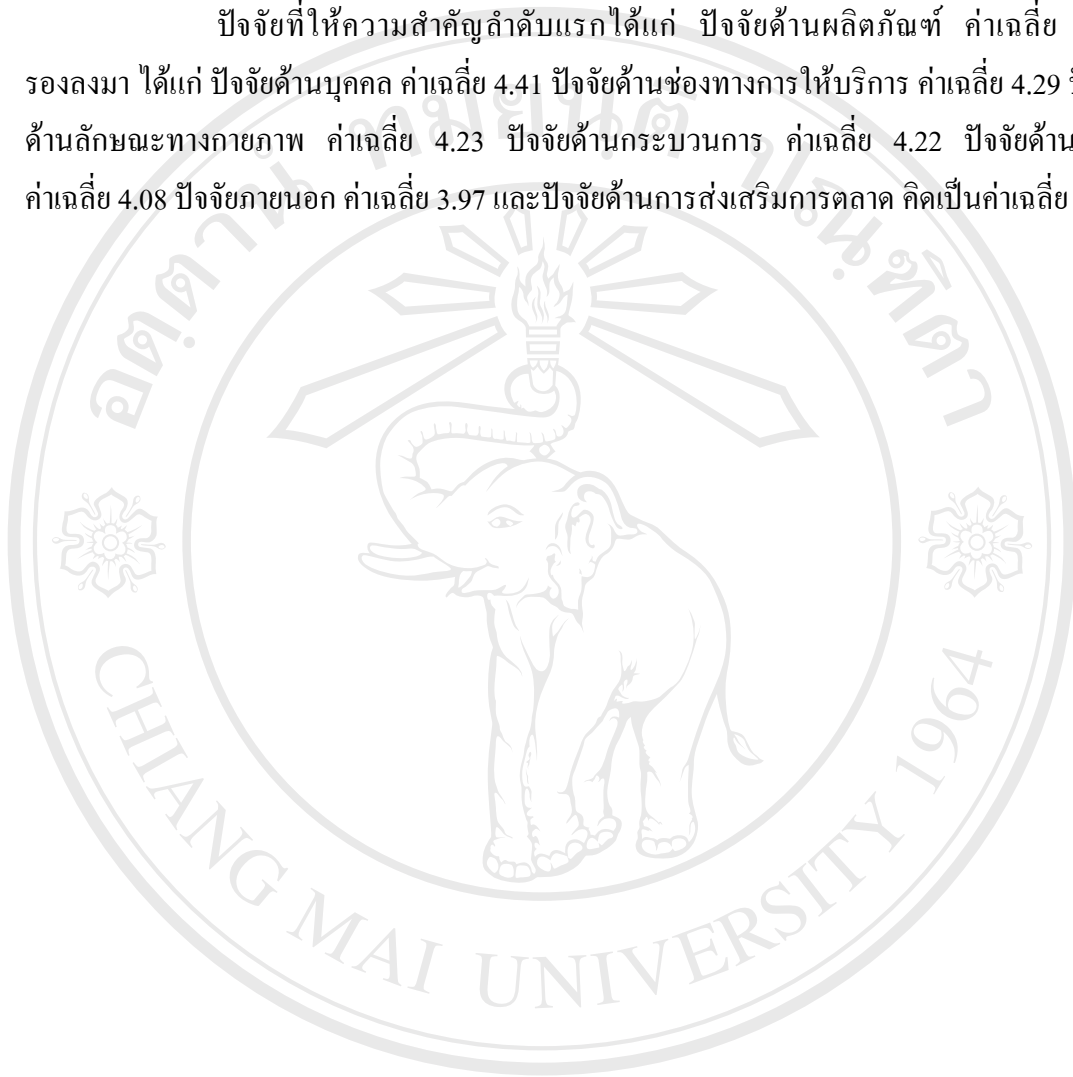 ปัจจัยที่ให้ความสำคัญลำดับแรกได้แก่ ปัจจัยด้านผลิตภัณฑ์ ค่าเฉลี่ย
รองลงมา ได้แก่ ปัจจัยด้านบุคคล ค่าเฉลี่ย 4.41 ปัจจัยด้านช่องทางการให้บริการ ค่าเฉลี่ย 4.29
ด้านลักษณะทางกายภาพ ค่าเฉลี่ย 4.23 ปัจจัยด้านกระบวนการ ค่าเฉลี่ย 4.22 ปัจจัยด้าน
ค่าเฉลี่ย 4.08 ปัจจัยภายนอก ค่าเฉลี่ย 3.97 และปัจจัยด้านการส่งเสริมการตลาด คิดเป็นค่าเฉลี่ย
CHIANG MAI UNIVERSITY 1964